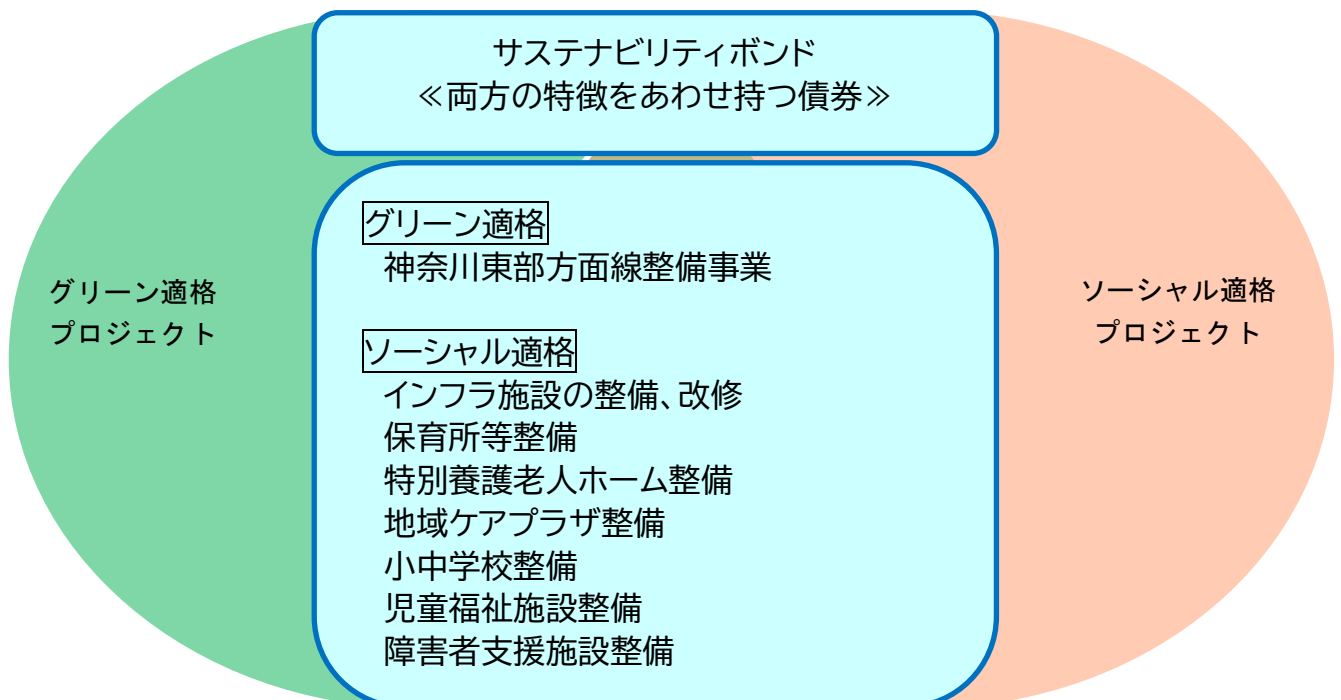 サステナビリティボンド
≪両方の特徴をあわせ持つ債券≫
グリーン適格
プロジェクト
グリーン適格
神奈川東部方面線整備事業
ソーシャル適格
インフラ施設の整備、改修
保育所等整備
特別養護老人ホーム整備
地域ケアプラザ整備
小中学校整備
児童福祉施設整備
障害者支援施設整備
ソーシャル適格
プロジェクト